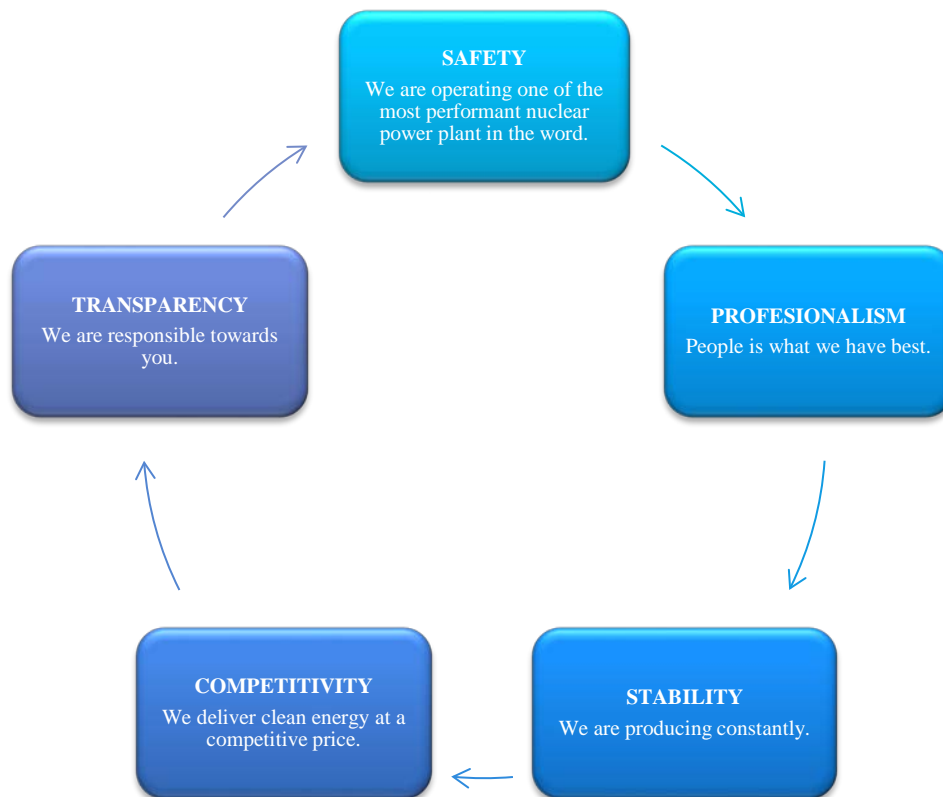 SAFETY
We are operating one of the
most performant nuclear
power plant in the word.
PROFESIONALISM
People is what we have best.
STABILITY
We are producing constantly.
COMPETITIVITY
We deliver clean energy at a
competitive price.
TRANSPARENCY
We are responsible towards
you.